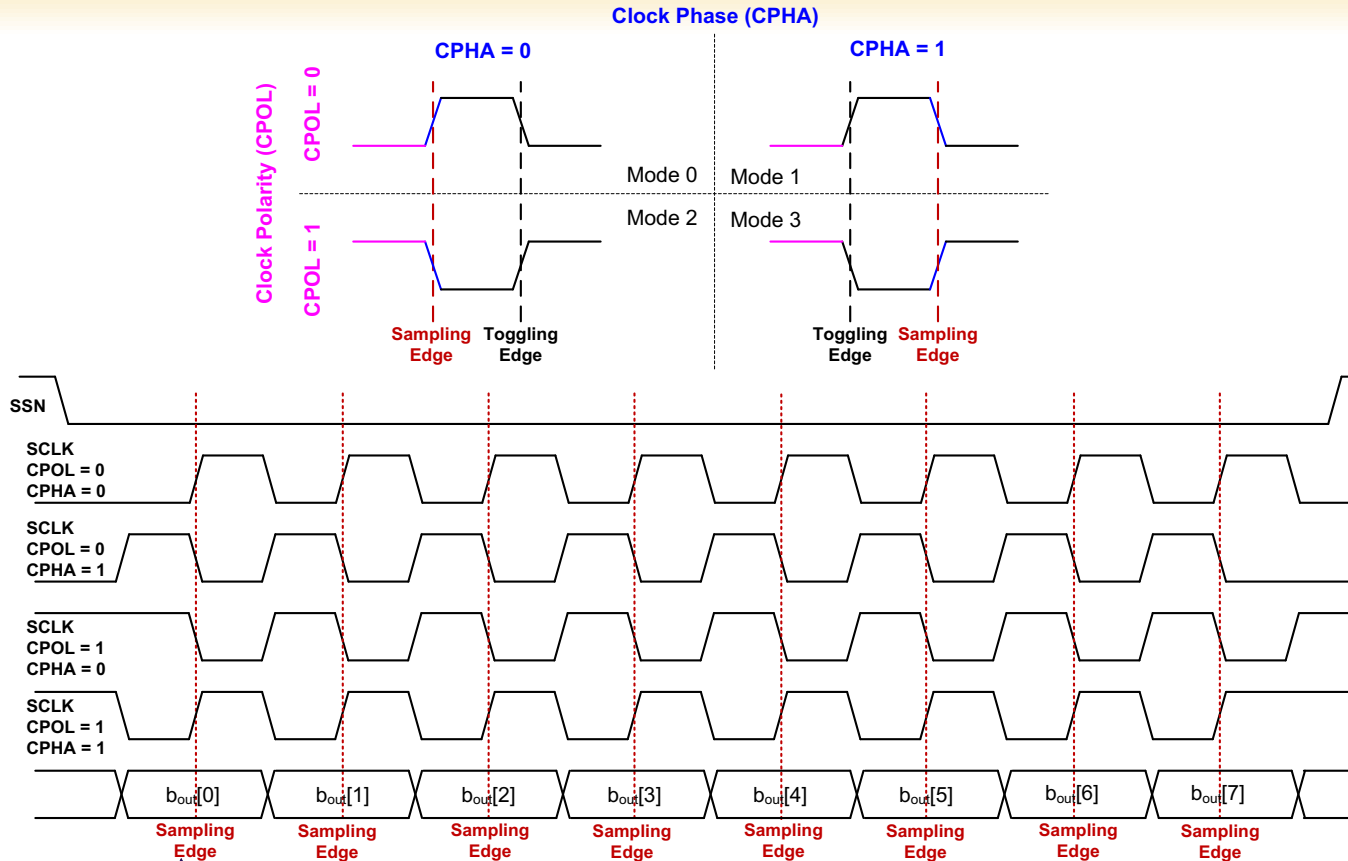 Clock Phase (CPHA)
CPHA = 0
CPHA = 1
Clock Polarity (CPOL)
CPOL = 0
CPOL = 1
Mode 0
Mode 1
Mode 2
Mode 3
Sampling
Edge
Toggling
Edge
Toggling
Edge
Sampling
Edge
SSN
SCLK
CPOL = 0
CPHA = 0
SCLK
CPOL = 0
CPHA = 1
SCLK
CPOL = 1
CPHA = 0
SCLK
CPOL = 1
CPHA = 1
bout[0]
bout[1]
bout[2]
bout[3]
bout[4]
bout[5]
bout[6]
bout[7]
Sampling
Edge
Sampling
Edge
Sampling
Edge
Sampling
Edge
Sampling
Edge
Sampling
Edge
Sampling
Edge
Sampling
Edge